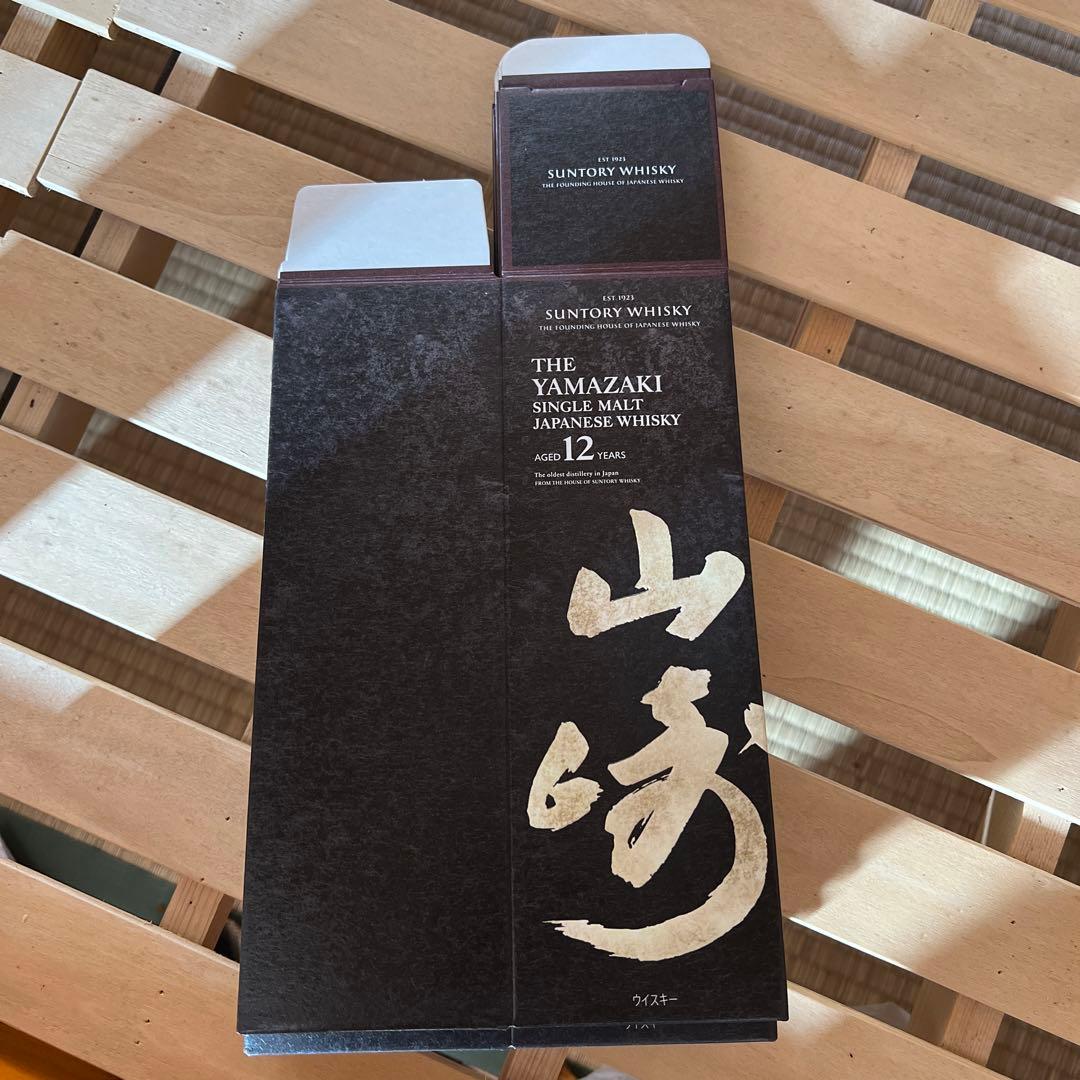 EST 1923
SUNTORY WHISKY
THE FOUNDING HOUSE OF JAPANESE WHISKY
EST. 1923
SUNTORY WHISKY
THE FOUNDING HOUSE OF JAPANESE WHISKY
THE
YAMAZAKI
SINGLE MALT
JAPANESE WHISKY
AGED 12 YEARS
The oldest distillery in Japan
FROM THE HOUSE OF SUNTORY WHISKY
山
崎
ウイスキー